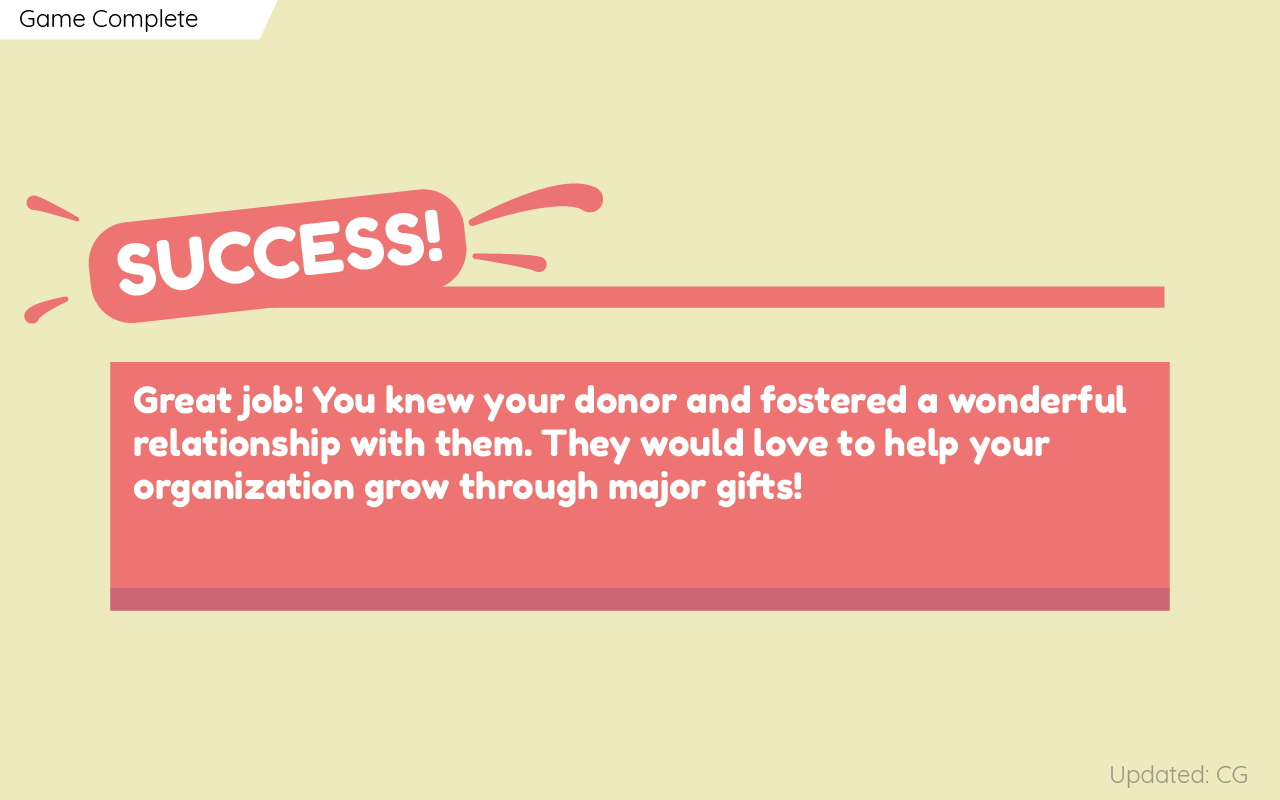 Game Complete
SUCCESS!
Great job! You knew your donor and fostered a wonderful
relationship with them. They would love to help your
organization grow through major gifts!
Updated: CG